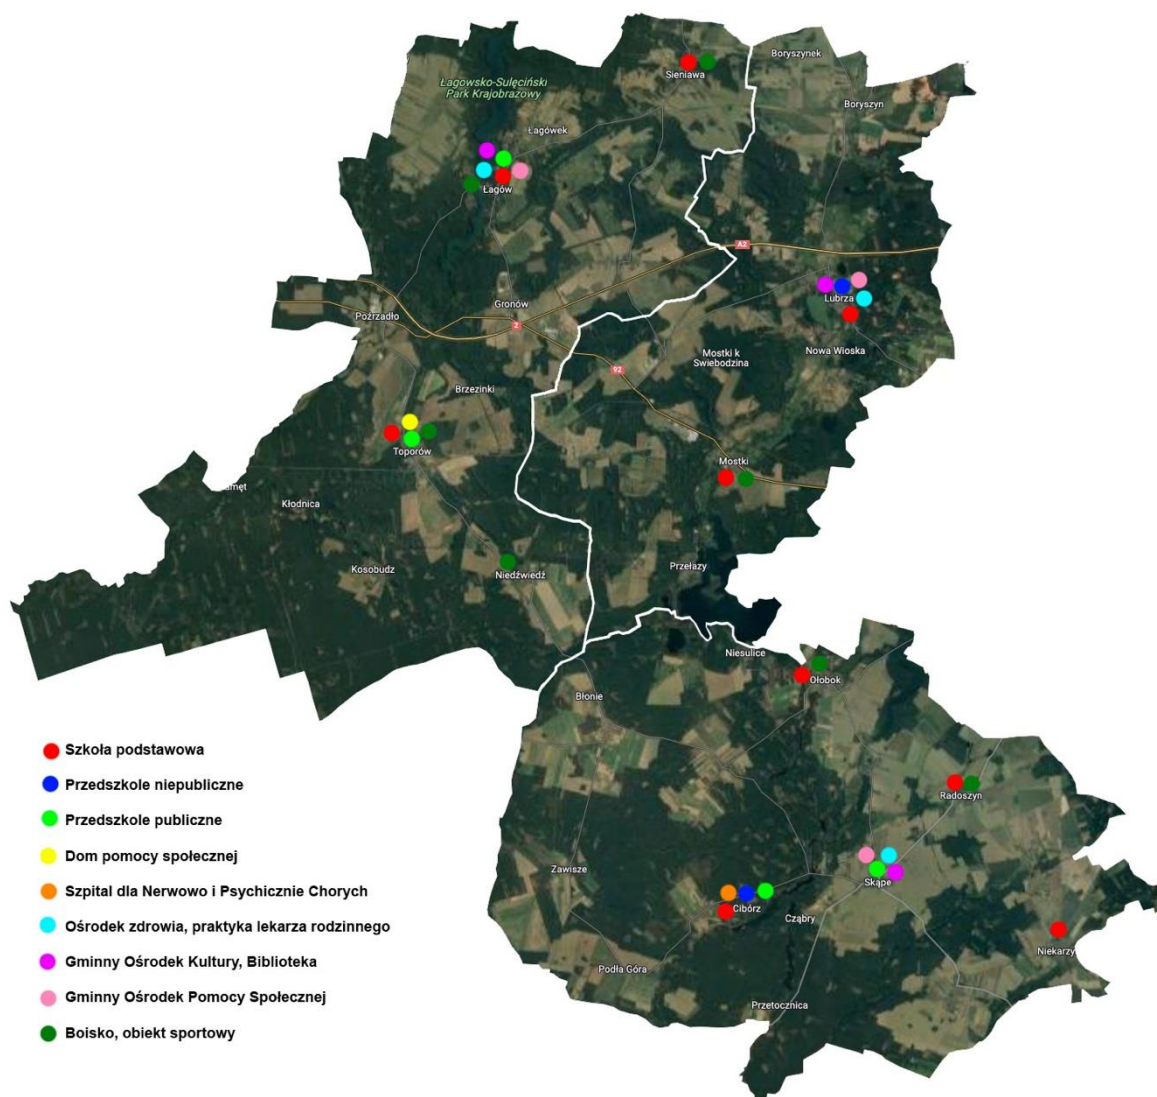 Boryszynek
Sieniawa
Łagowsko-Sulęciński
Park Krajobrazowy
Boryszyn
Łagówek
Łagów
A2
Lubrza
Gronów
Poźrzadło
2
Nowa Wioska
Mostki k
Świebodzina
92
Brzezinki
Toporów
Mostki
Kłodnica
Kosobudz
Niedźwiedź
Przełazy
Niesulice
Ołobok
Błonie
Radoszyn
Zawisze
Skąpe
Cibórz
Cząbry
Niekarzy
Podła Góra
Przetocznica
Szkoła podstawowa
Przedszkole niepubliczne
Przedszkole publiczne
Dom pomocy społecznej
Szpital dla Nerwowo i Psychicznie Chorych
Ośrodek zdrowia, praktyka lekarza rodzinnego
Gminny Ośrodek Kultury, Biblioteka
Gminny Ośrodek Pomocy Społecznej
Boisko, obiekt sportowy